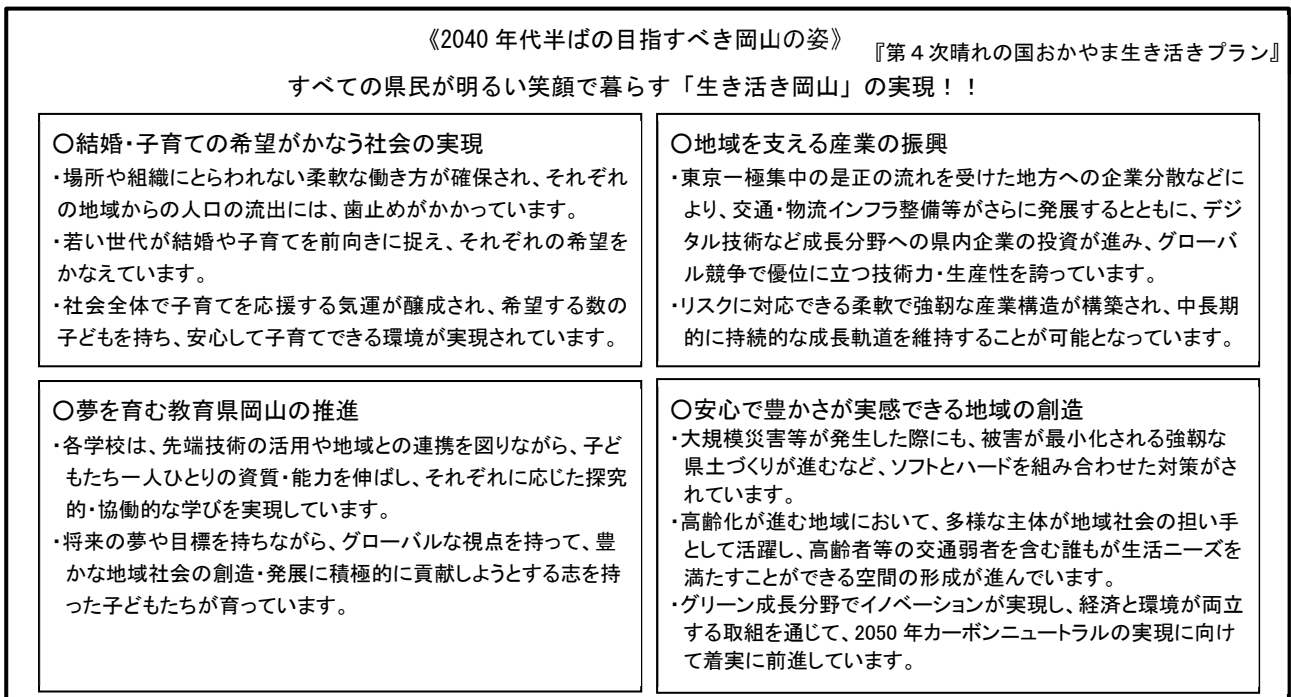 《2040 年代半ばの目指すべき岡山の姿》
『第４次晴れの国おかやま生き活きプラン』
すべての県民が明るい笑顔で暮らす「生き活き岡山」の実現！！
〇結婚・子育ての希望がかなう社会の実現
・場所や組織にとらわれない柔軟な働き方が確保され、それぞれ
の地域からの人口の流出には、歯止めがかかっています。
・若い世代が結婚や子育てを前向きに捉え、それぞれの希望を
かなえています。
・社会全体で子育てを応援する気運が醸成され、希望する数の
子どもを持ち、安心して子育てできる環境が実現されています。
〇地域を支える産業の振興
・東京一極集中の是正の流れを受けた地方への企業分散などに
より、交通・物流インフラ整備等がさらに発展するとともに、デジ
タル技術など成長分野への県内企業の投資が進み、グローバ
ル競争で優位に立つ技術力・生産性を誇っています。
・リスクに対応できる柔軟で強靭な産業構造が構築され、中長期
的に持続的な成長軌道を維持することが可能となっています。
〇夢を育む教育県岡山の推進
・各学校は、先端技術の活用や地域との連携を図りながら、子ど
もたち一人ひとりの資質・能力を伸ばし、それぞれに応じた探究
的・協働的な学びを実現しています。
・将来の夢や目標を持ちながら、グローバルな視点を持って、豊
かな地域社会の創造・発展に積極的に貢献しようとする志を持
った子どもたちが育っています。
〇安心で豊かさが実感できる地域の創造
・大規模災害等が発生した際にも、被害が最小化される強靭な
県土づくりが進むなど、ソフトとハードを組み合わせた対策がさ
れています。
・高齢化が進む地域において、多様な主体が地域社会の担い手
として活躍し、高齢者等の交通弱者を含む誰もが生活ニーズを
満たすことができる空間の形成が進んでいます。
・グリーン成長分野でイノベーションが実現し、経済と環境が両立
する取組を通じて、2050 年カーボンニュートラルの実現に向け
て着実に前進しています。